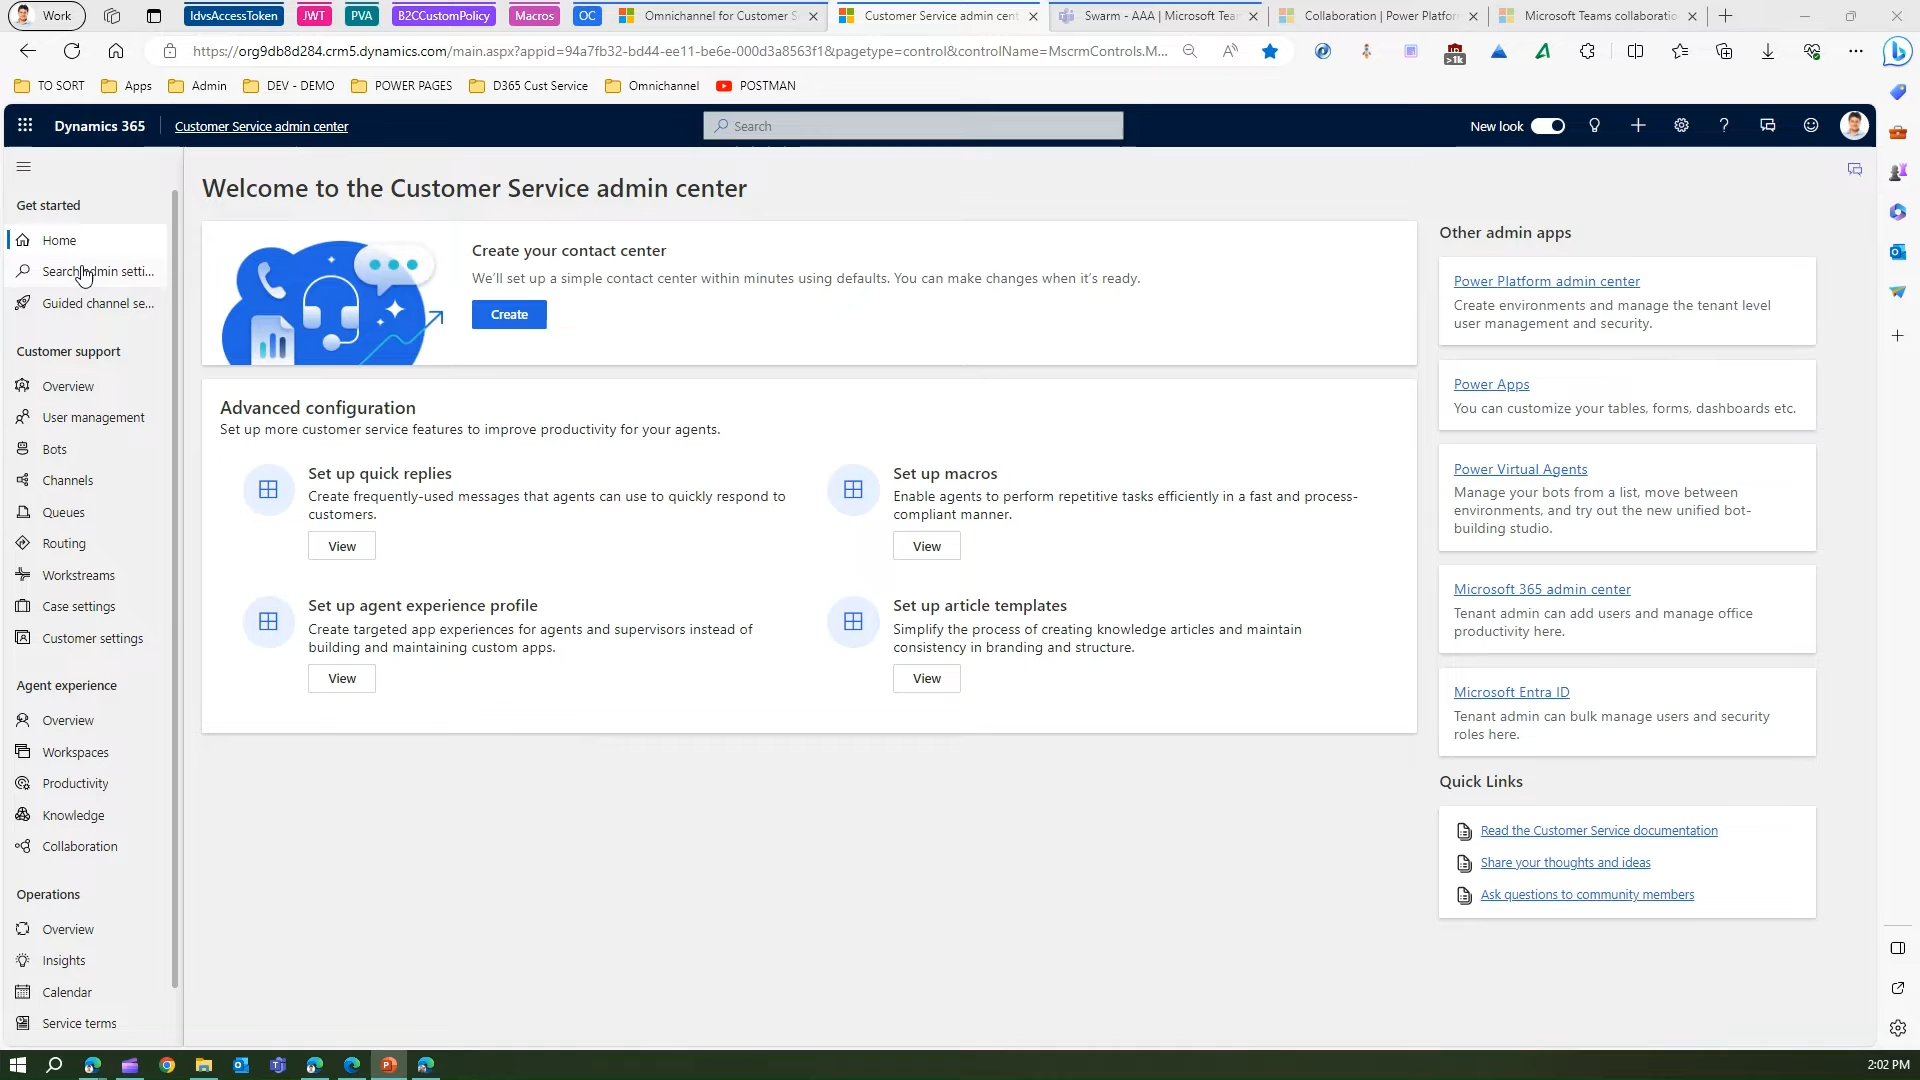 Work
IdvsAccessToken
JWT
PVA
B2CCustomPolicy
Macros
OC
Omnichannel for Customer S
Customer Service admin cent
Swarm - AAA | Microsoft Tea
Collaboration | Power Platfor
Microsoft Teams collaboratio
https://org9db8d284.crm5.dynamics.com/main.aspx?appid=94a7fb32-bd44-ee11-be6e-000d3a8563f1&pagetype=control&controlName=MscrmControls.M...
>1k
TO SORT
Apps
Admin
DEV - DEMO
POWER PAGES
D365 Cust Service
Omnichannel
POSTMAN
Dynamics 365
Customer Service admin center
Search
New look
Get started
Home
Search admin setti...
Guided channel se...
Customer support
Overview
User management
Bots
Channels
Queues
Routing
Workstreams
Case settings
Customer settings
Agent experience
Overview
Workspaces
Productivity
Knowledge
Collaboration
Operations
Overview
Insights
Calendar
Service terms
Welcome to the Customer Service admin center
Create your contact center
We'll set up a simple contact center within minutes using defaults. You can make changes when it's ready.
Create
Advanced configuration
Set up more customer service features to improve productivity for your agents.
Set up quick replies
Create frequently-used messages that agents can use to quickly respond to
customers.
View
Set up macros
Enable agents to perform repetitive tasks efficiently in a fast and process-
compliant manner.
View
Set up agent experience profile
Create targeted app experiences for agents and supervisors instead of
building and maintaining custom apps.
View
Set up article templates
Simplify the process of creating knowledge articles and maintain
consistency in branding and structure.
View
Other admin apps
Power Platform admin center
Create environments and manage the tenant level
user management and security.
Power Apps
You can customize your tables, forms, dashboards etc.
Power Virtual Agents
Manage your bots from a list, move between
environments, and try out the new unified bot-
building studio.
Microsoft 365 admin center
Tenant admin can add users and manage office
productivity here.
Microsoft Entra ID
Tenant admin can bulk manage users and security
roles here.
Quick Links
Read the Customer Service documentation
Share your thoughts and ideas
Ask questions to community members
2:02 PM